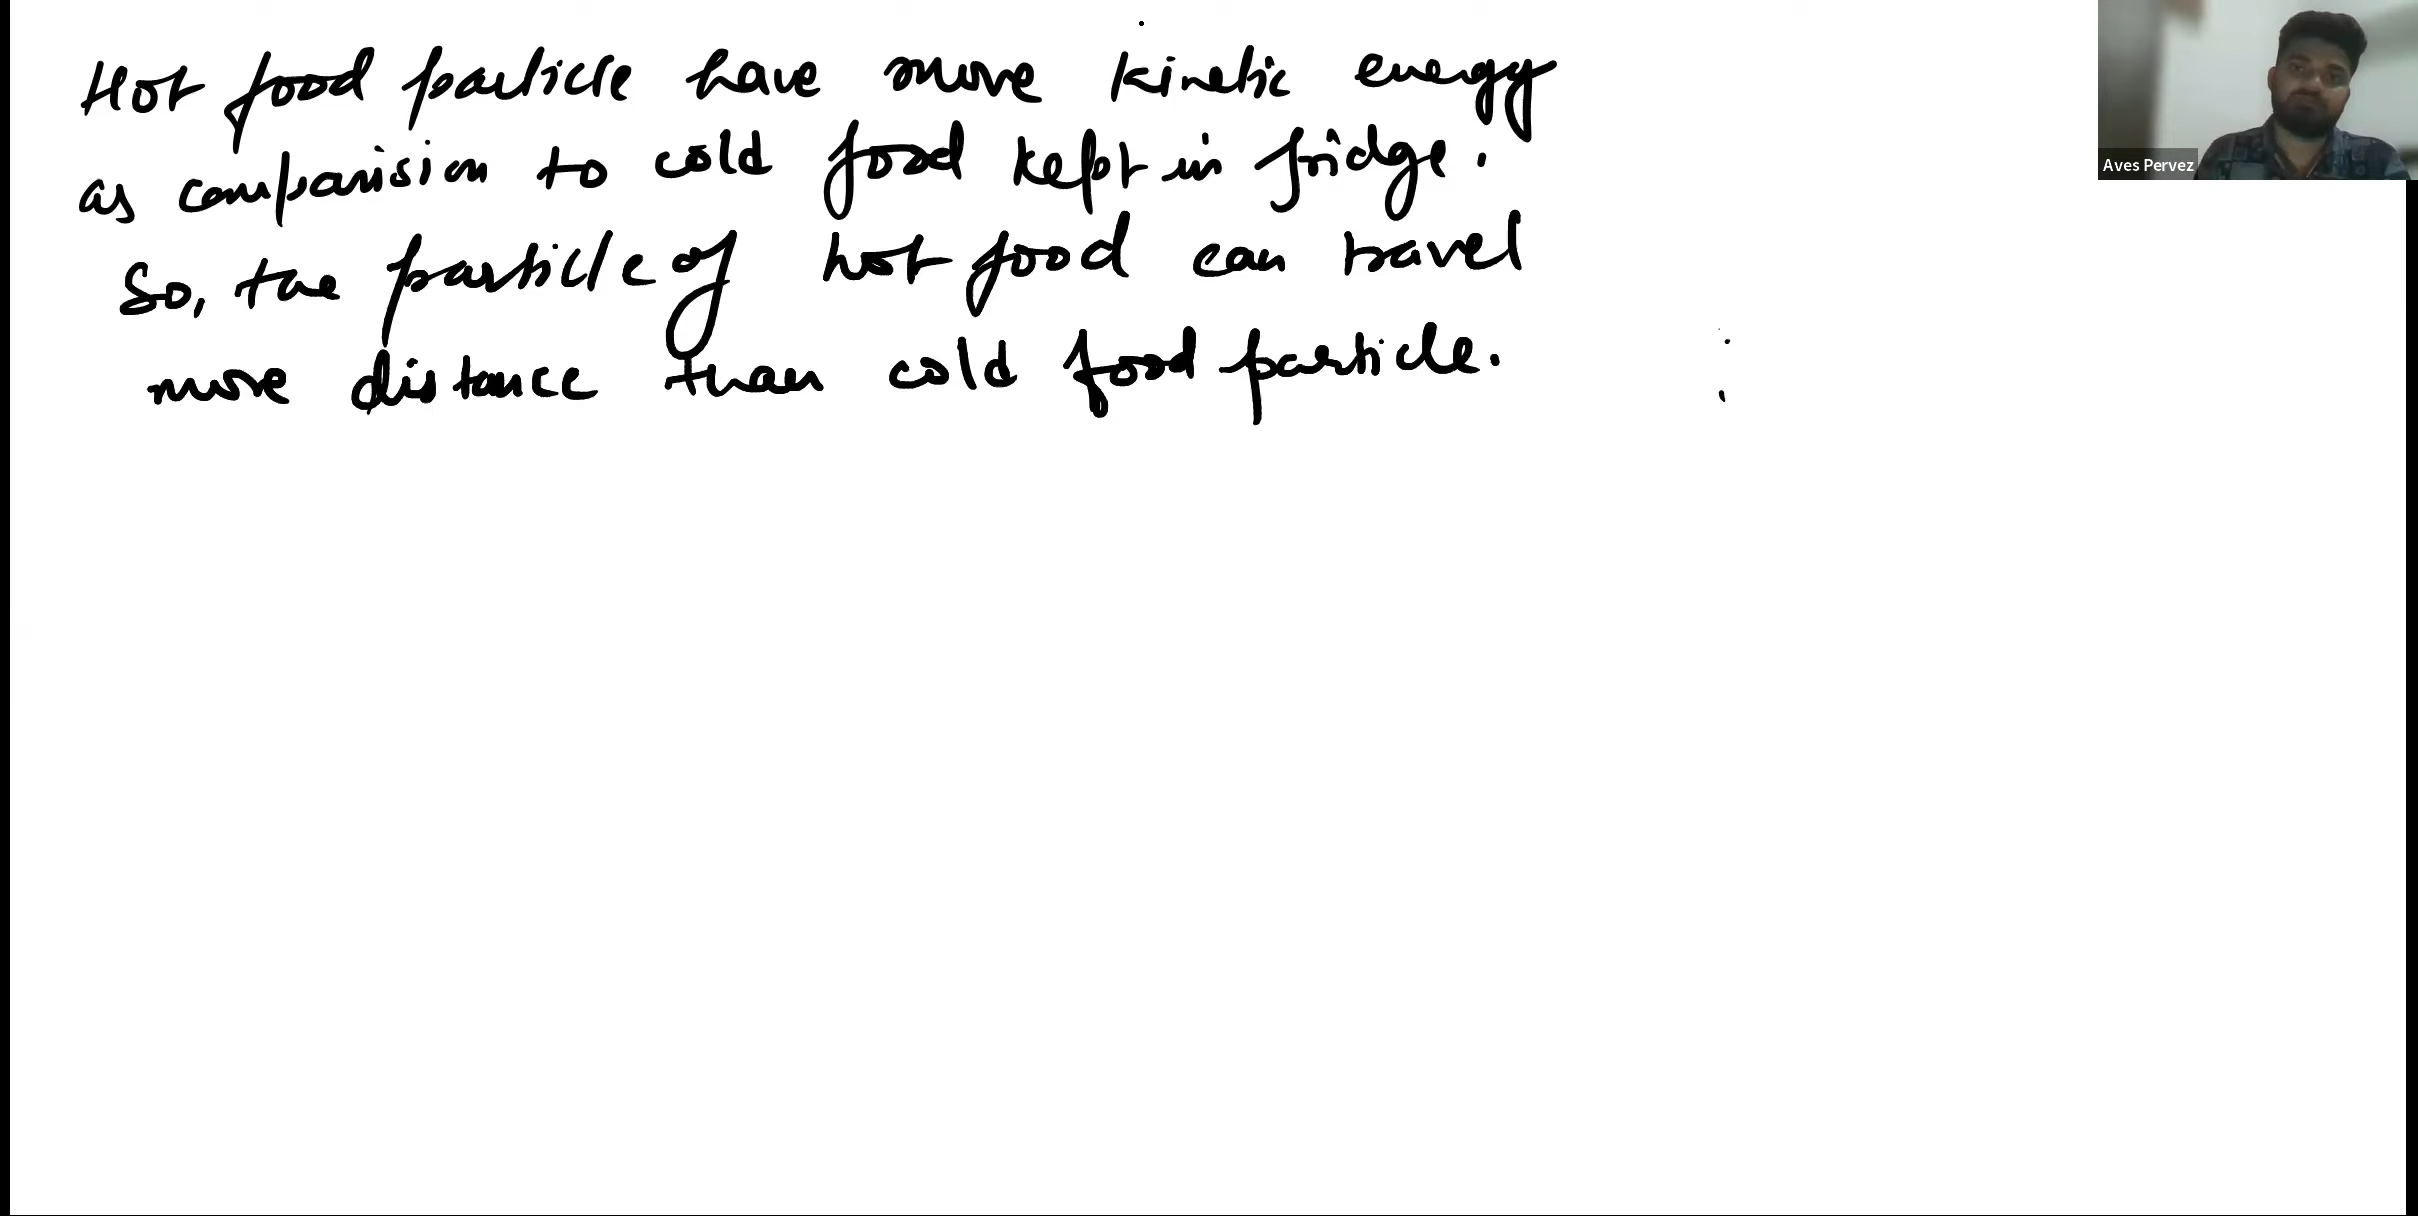 Hot food particle have more kinetic energy
as comparision to cold food kept in fridge.
So, the particle of hot food can travel
more distance than cold food particle.
Aves Pervez